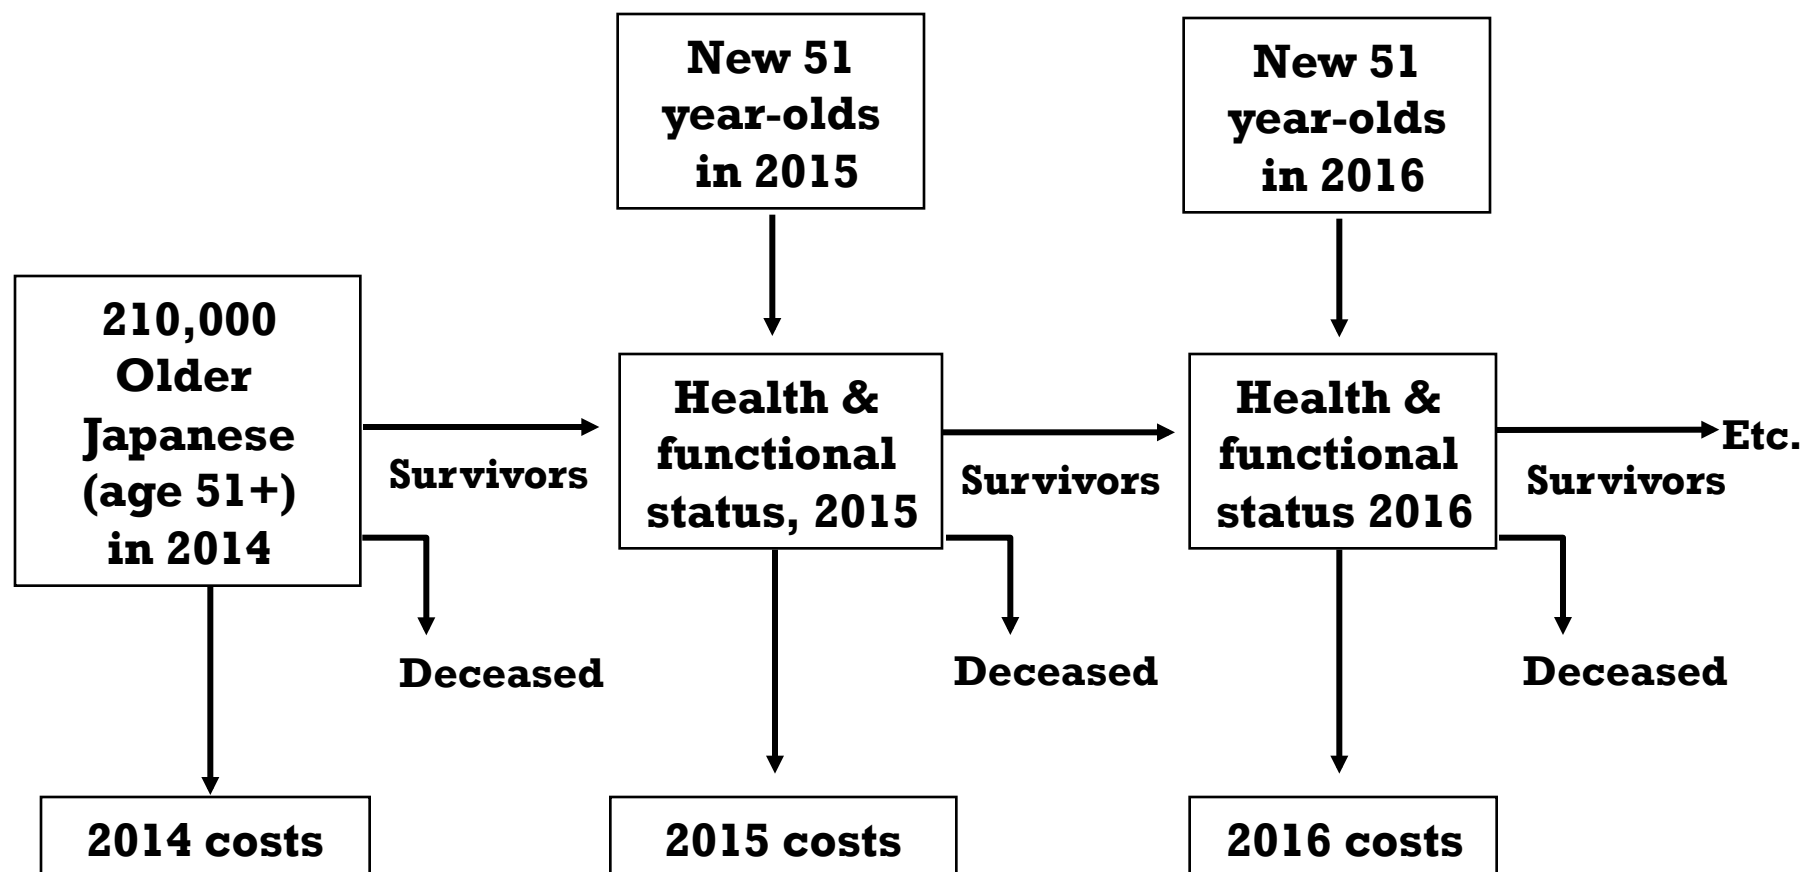 New 51
year-olds
in 2015
New 51
year-olds
in 2016
210,000
Older
Japanese
(age 51+)
in 2014
Survivors
Deceased
Health &
functional
status, 2015
Survivors
Deceased
Health &
functional
status 2016
Survivors
Etc.
Deceased
2014 costs
2015 costs
2016 costs